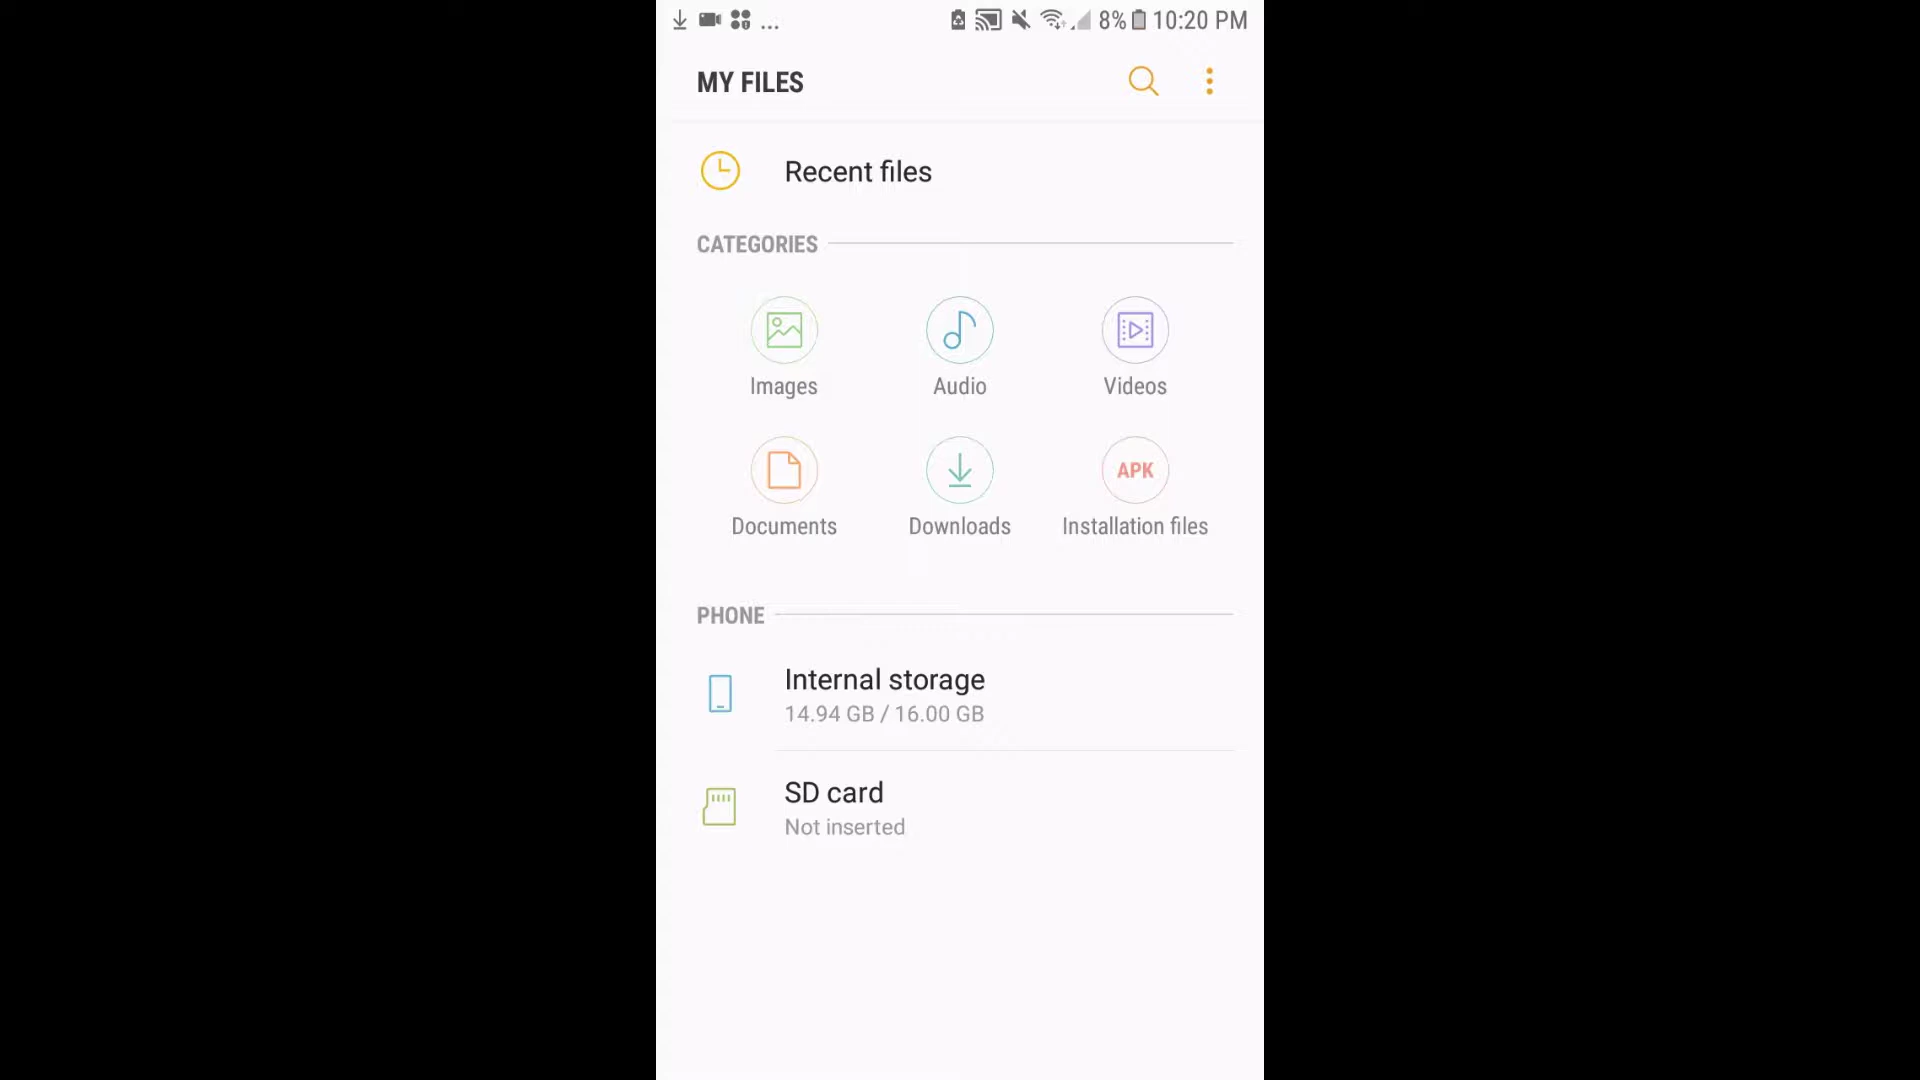 ... 8% 10:20 PM
MY FILES
Recent files
CATEGORIES
Images Audio Videos
Documents Downloads APK Installation files
PHONE
Internal storage
14.94 GB / 16.00 GB
SD card
Not inserted